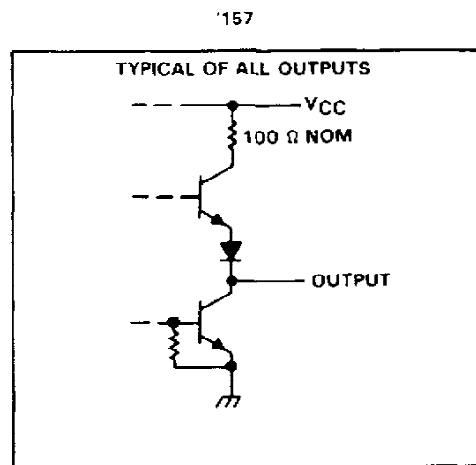 '157
TYPICAL OF ALL OUTPUTS
VCC
100 Ω NOM
OUTPUT